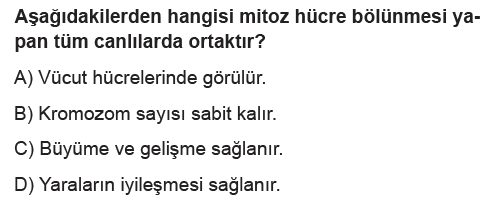 Aşağıdakilerden hangisi mitoz hücre bölünmesi ya-
pan tüm canlılarda ortaktır?
A) Vücut hücrelerinde görülür.
B) Kromozom sayısı sabit kalır.
C) Büyüme ve gelişme sağlanır.
D) Yaraların iyileşmesi sağlanır.